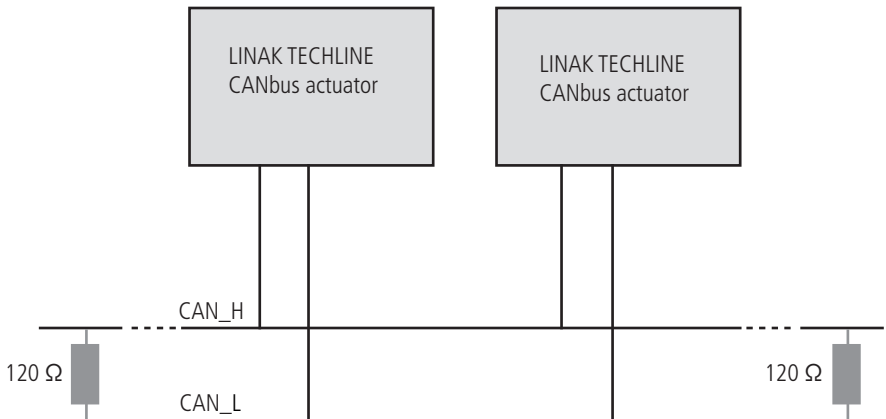 LINAK TECHLINE
CANbus actuator
LINAK TECHLINE
CANbus actuator
CAN_H
120 Ω
120 Ω
CAN_L